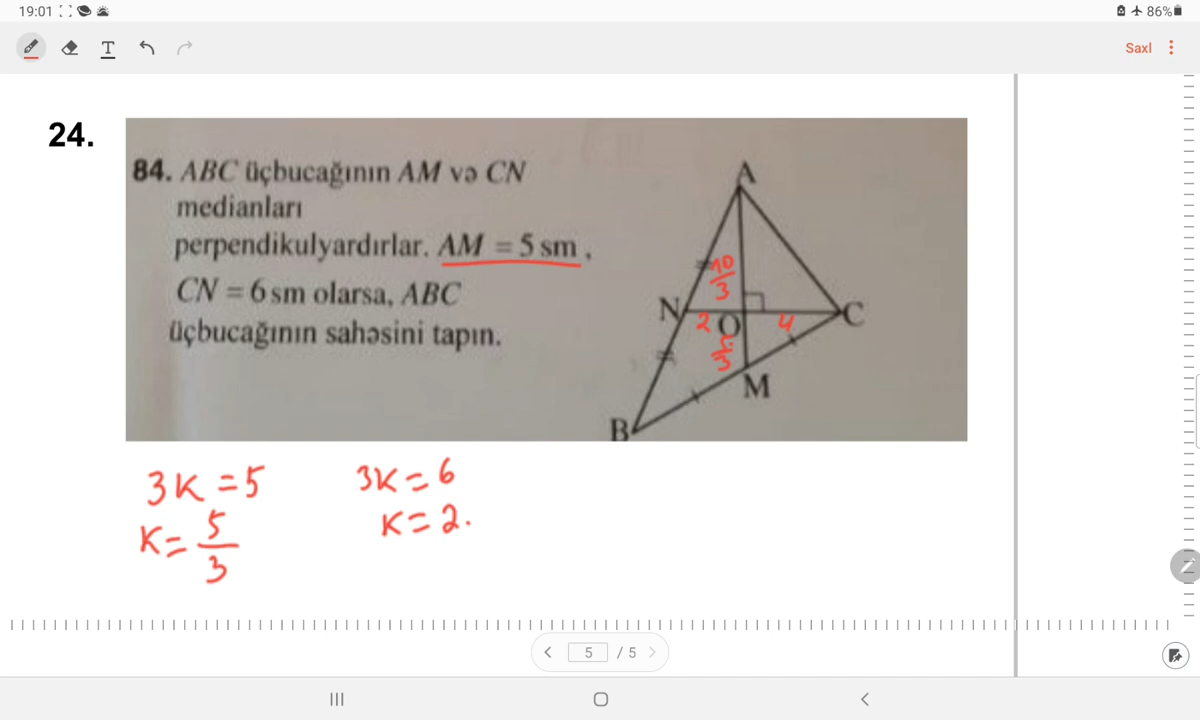 19:01
86%
T
Saxl
24.
84. ABC üçbucağının AM və CN
medianları
perpendikulyardırlar. AM = 5 sm,
CN = 6 sm olarsa, ABC
üçbucağının sahəsini tapın.
A
10/3
N
2
O
4
C
5/3
M
B
3K = 5
K = 5/3
3K = 6
K = 2.
5 / 5